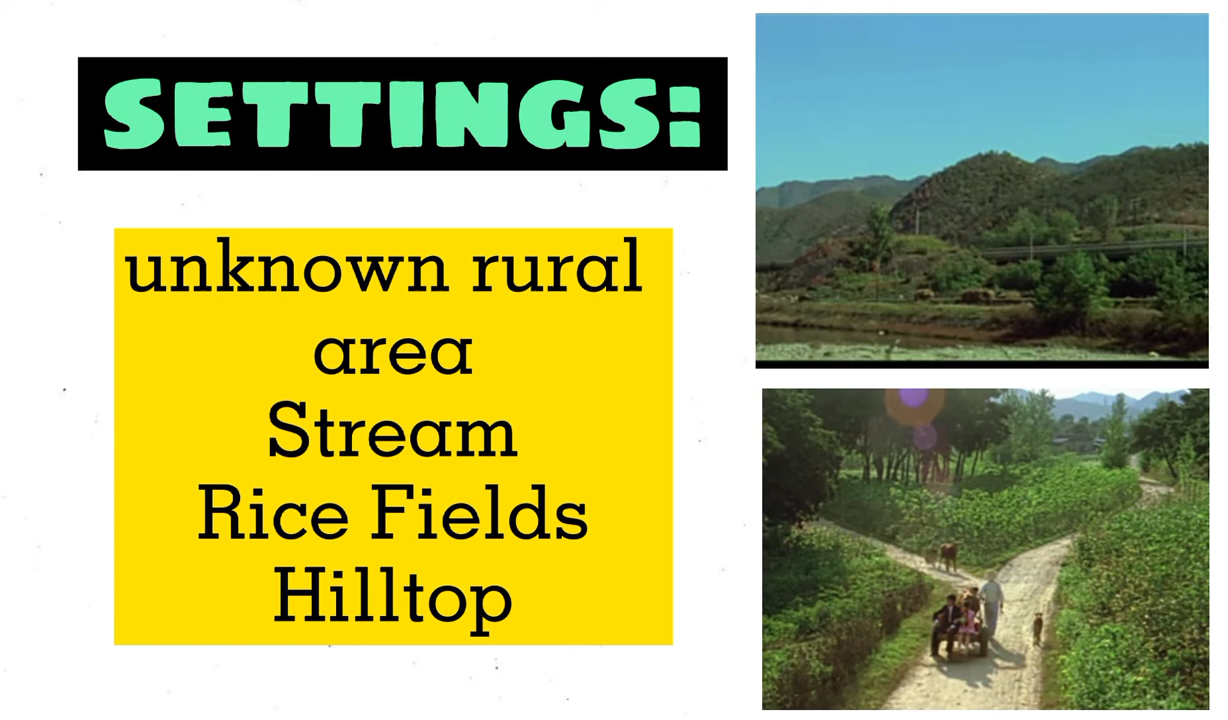 SETTINGS:
unknown rural
area
Stream
Rice Fields
Hilltop